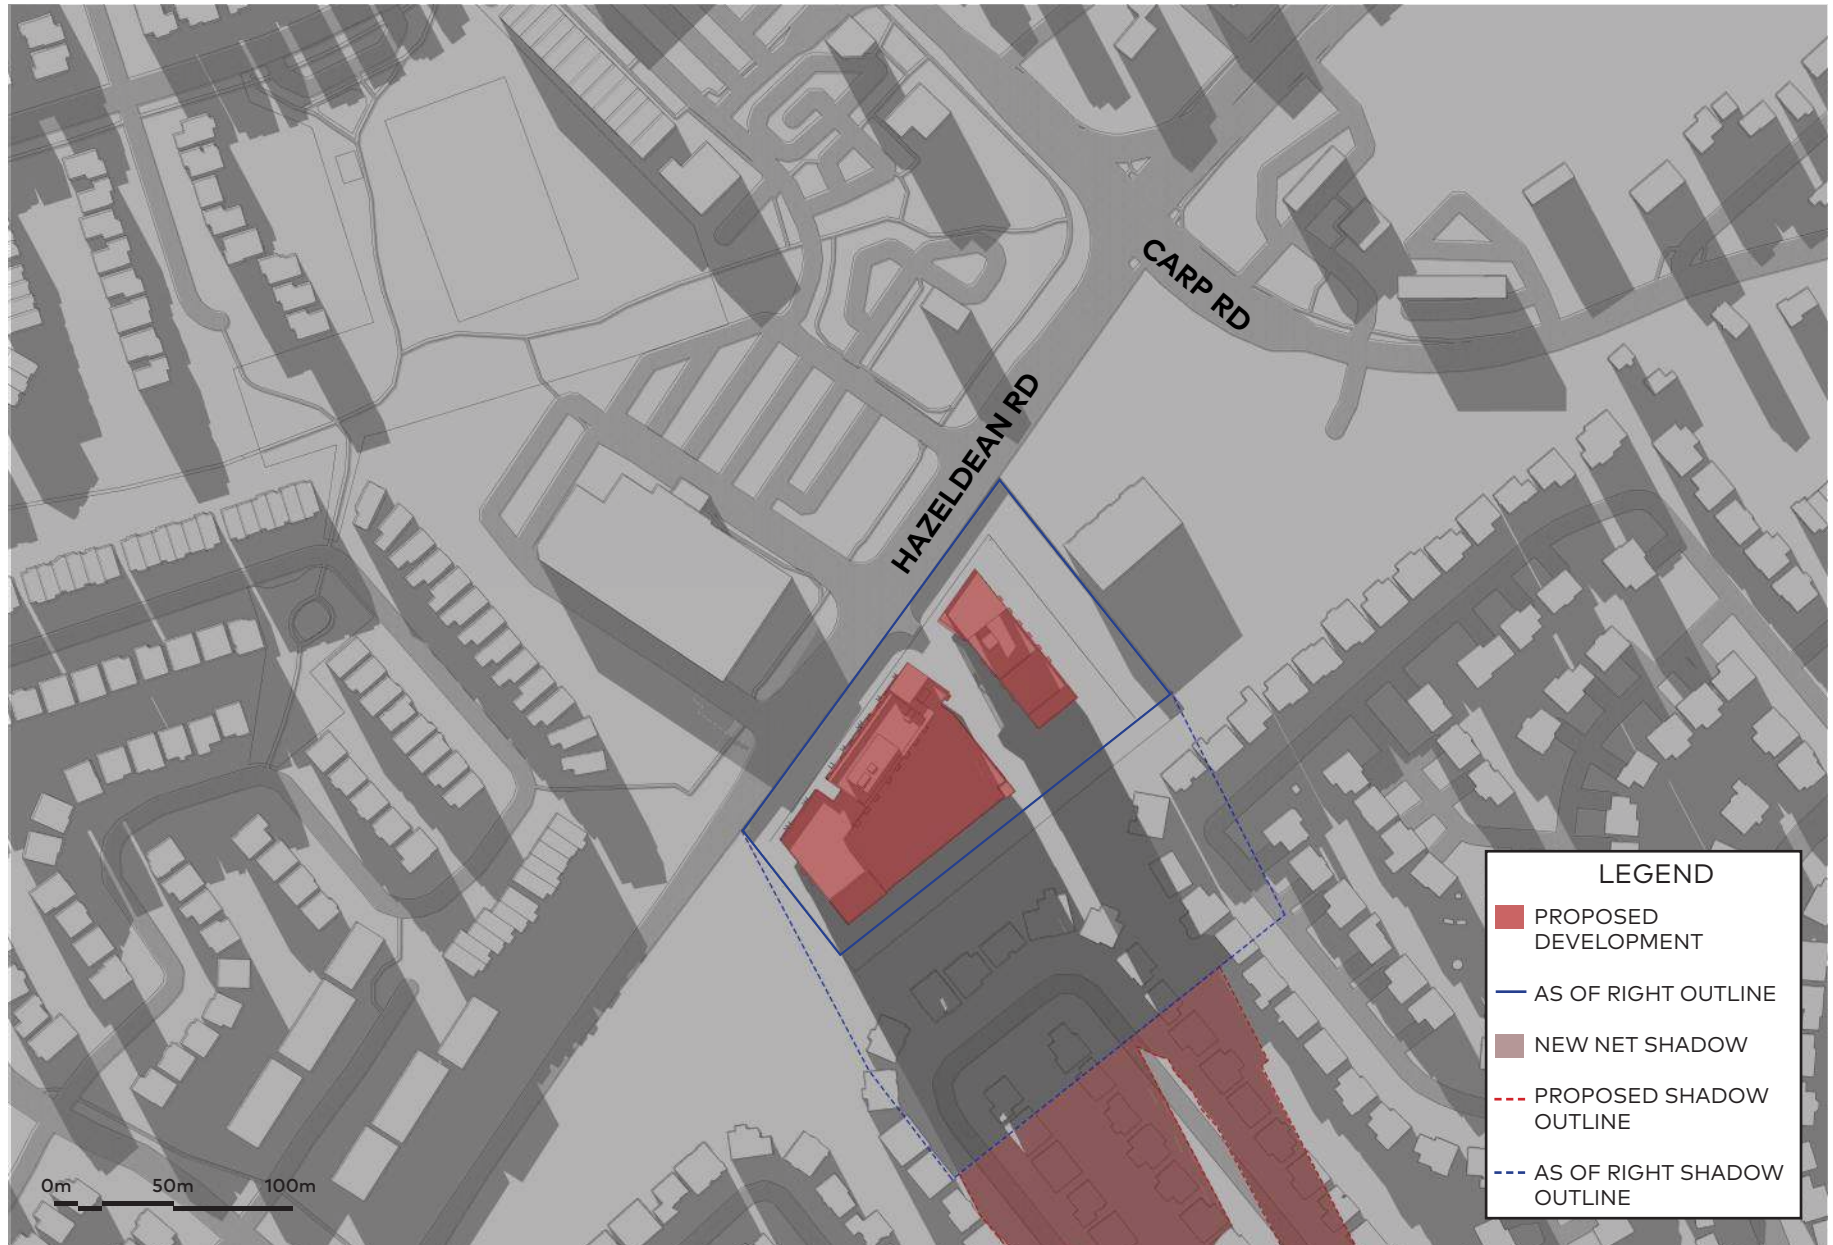 CARP RD
HAZELDEAN RD
LEGEND
PROPOSED
DEVELOPMENT
AS OF RIGHT OUTLINE
NEW NET SHADOW
PROPOSED SHADOW
OUTLINE
AS OF RIGHT SHADOW
OUTLINE
0m 50m 100m